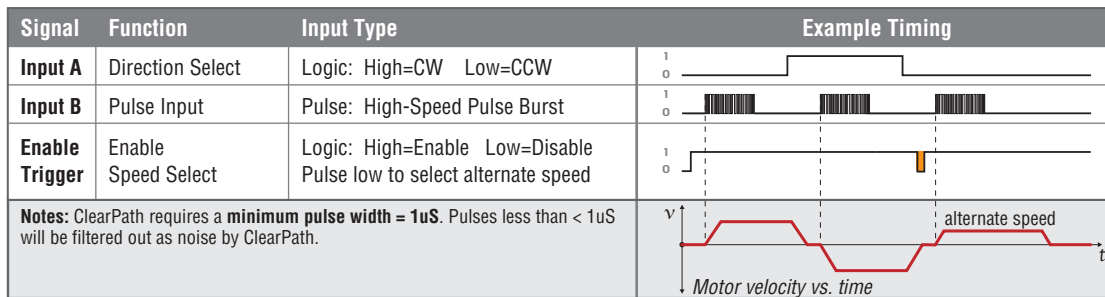 Signal Function Input Type Example Timing
Input A Direction Select Logic: High=CW Low=CCW 1 0
Input B Pulse Input Pulse: High-Speed Pulse Burst 1 0
Enable Enable Logic: High=Enable Low=Disable 1
Trigger Speed Select Pulse low to select alternate speed 0
Notes: ClearPath requires a minimum pulse width = 1uS. Pulses less than < 1uS
will be filtered out as noise by ClearPath.
v alternate speed
t
Motor velocity vs. time